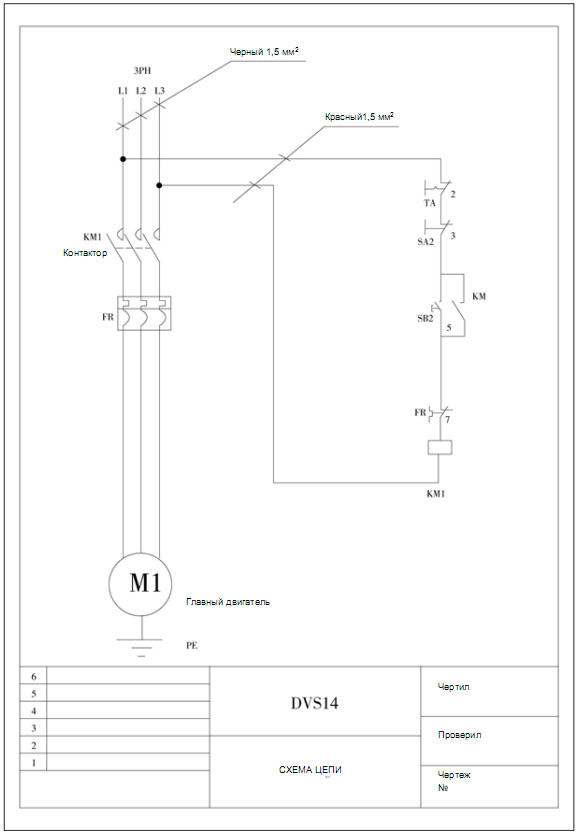 Черный 1,5 мм²
3PH
L1 L2 L3
Красный1,5 мм²
TA
2
SA2
3
KM1
Контактор
KM
SB2
5
FR
FR
7
KM1
M1
Главный двигатель
PE
6
5
4
3
2
1
DVS14
СХЕМА ЦЕПИ
Чертил
Проверил
Чертеж
№